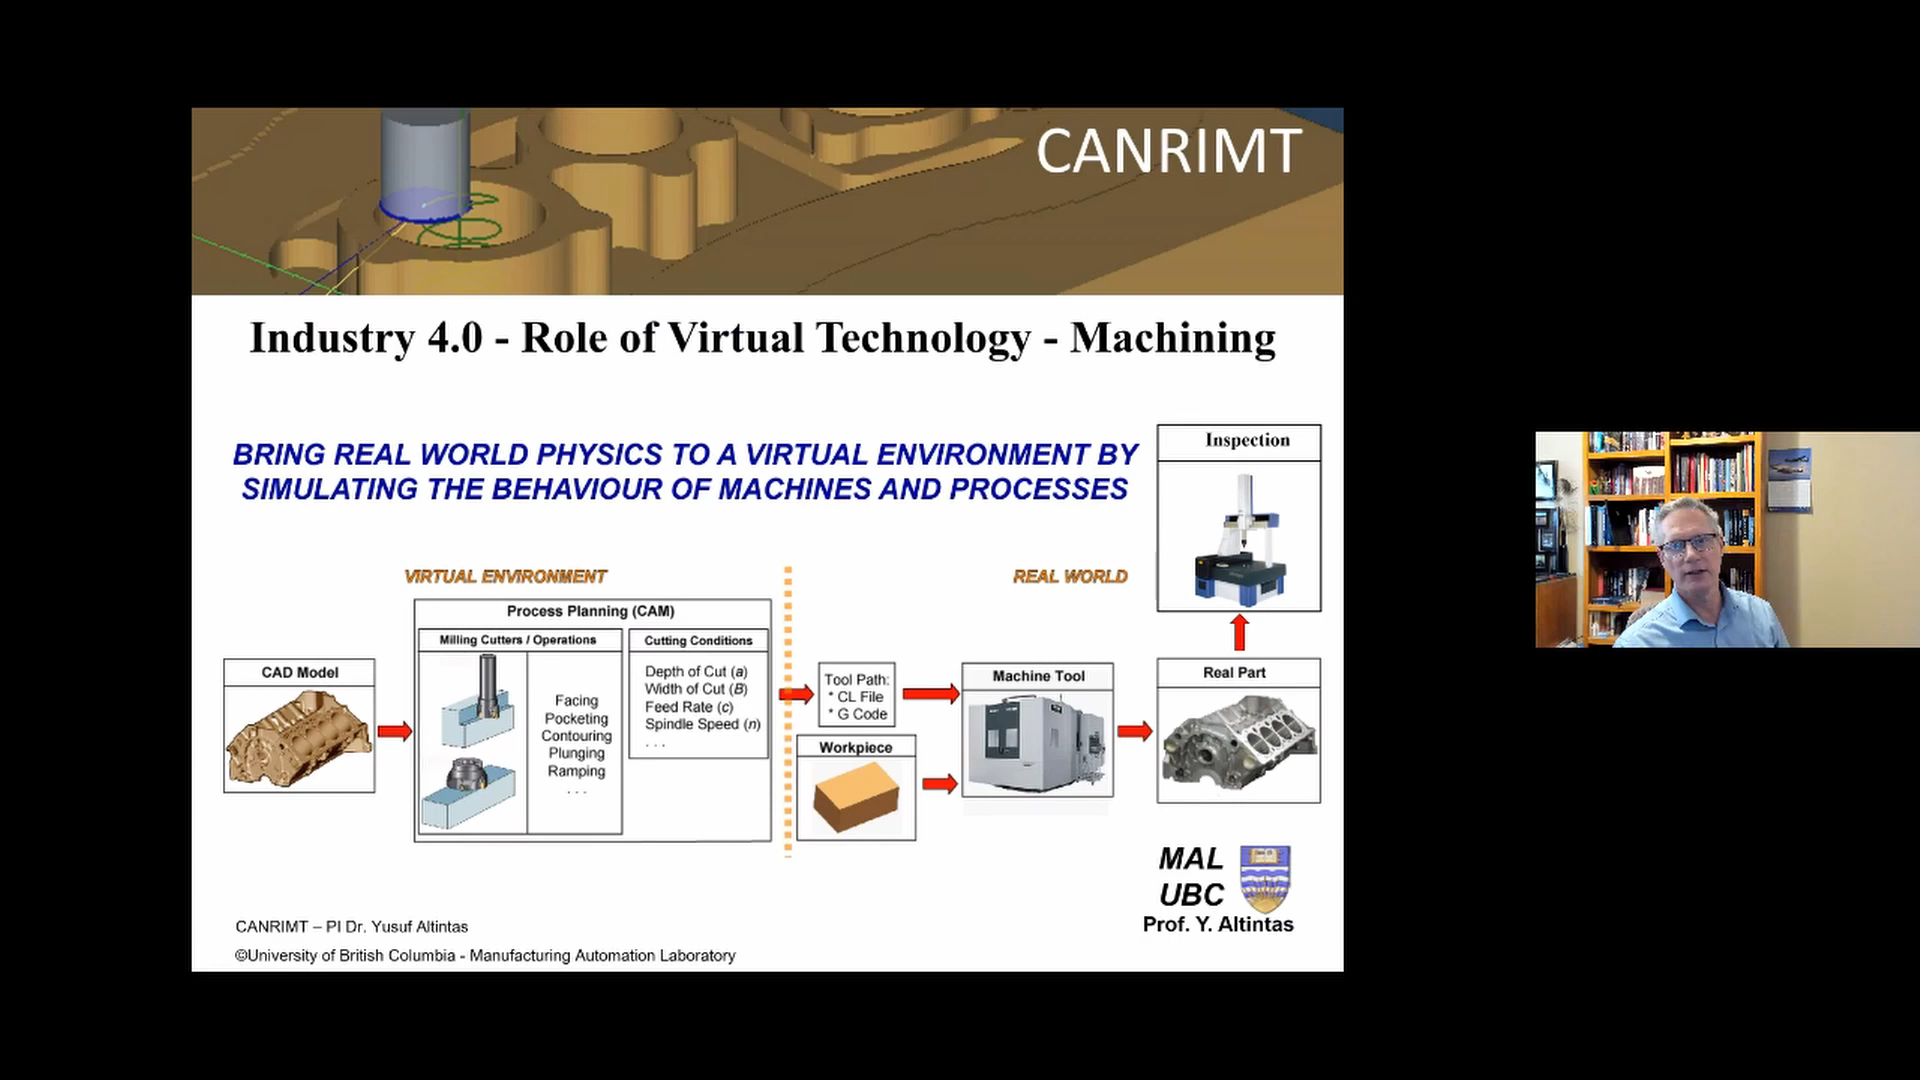 CANRIMT
Industry 4.0 - Role of Virtual Technology - Machining
BRING REAL WORLD PHYSICS TO A VIRTUAL ENVIRONMENT BY
SIMULATING THE BEHAVIOUR OF MACHINES AND PROCESSES
Inspection
VIRTUAL ENVIRONMENT
REAL WORLD
CAD Model
Process Planning (CAM)
Milling Cutters / Operations
Facing
Pocketing
Contouring
Plunging
Ramping
. . .
Cutting Conditions
Depth of Cut (a)
Width of Cut (B)
Feed Rate (c)
Spindle Speed (n)
. . .
Tool Path:
* CL File
* G Code
Workpiece
Machine Tool
Real Part
MAL
UBC
Prof. Y. Altintas
CANRIMT – PI Dr. Yusuf Altintas
©University of British Columbia - Manufacturing Automation Laboratory